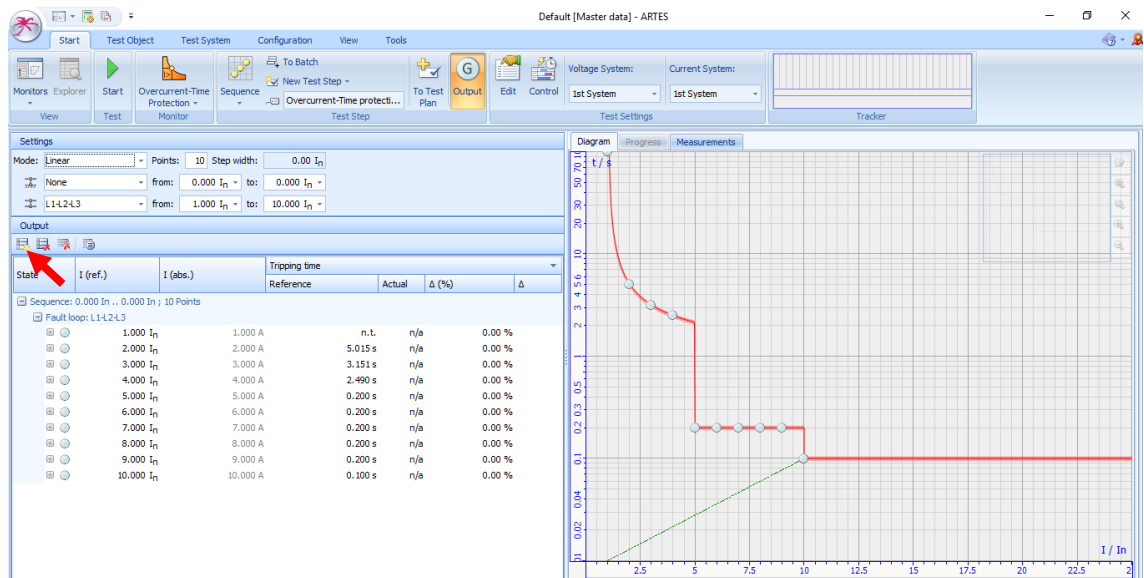 Default [Master data] - ARTES
Start Test Object Test System Configuration View Tools
Monitors Explorer Start Overcurrent-Time Protection Sequence
To Batch
New Test Step
Overcurrent-Time protecti...
To Test Plan Output Edit Control
Voltage System: Current System:
1st System 1st System
View Test Monitor Test Step Test Settings Tracker
Settings
Mode: Linear Points: 10 Step width: 0.00 In
None from: 0.000 In to: 0.000 In
L1-L2-L3 from: 1.000 In to: 10.000 In
Output
State I (ref.) I (abs.) Tripping time
Reference Actual Δ (%) Δ
Sequence: 0.000 In .. 0.000 In ; 10 Points
Fault loop: L1-L2-L3
1.000 In 1.000 A n.t. n/a 0.00 %
2.000 In 2.000 A 5.015 s n/a 0.00 %
3.000 In 3.000 A 3.151 s n/a 0.00 %
4.000 In 4.000 A 2.490 s n/a 0.00 %
5.000 In 5.000 A 0.200 s n/a 0.00 %
6.000 In 6.000 A 0.200 s n/a 0.00 %
7.000 In 7.000 A 0.200 s n/a 0.00 %
8.000 In 8.000 A 0.200 s n/a 0.00 %
9.000 In 9.000 A 0.200 s n/a 0.00 %
10.000 In 10.000 A 0.100 s n/a 0.00 %
Diagram Progress Measurements
t / s
70
50
30
20
10
6
5
4
3
2
1
0.5
0.3
0.2
0.1
0.04
0.02
I / In
2.5 5 7.5 10 12.5 15 17.5 20 22.5